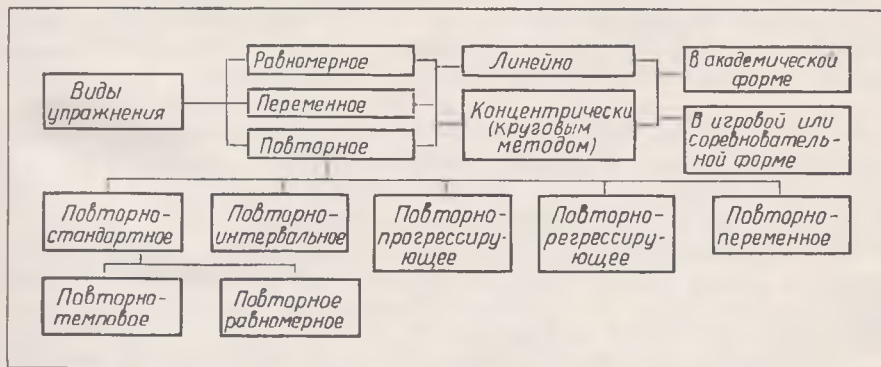 Виды
упражнения
Равномерное
Переменное
Повторное
Линейно
Концентрически
(круговым
методом)
В академической
форме
В игровой или
соревнователь-
ной форме
Повторно-
стандартное
Повторно-
интервальное
Повторно-
прогрессиру-
ющее
Повторно-
регрессиру-
ющее
Повторно-
переменное
Повторно-
темповое
Повторное
равномерное